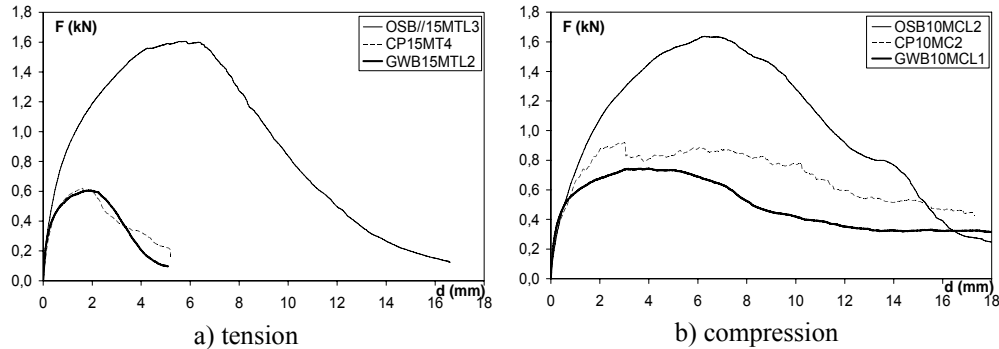 F (kN)
OSB//15MTL3
CP15MT4
GWB15MTL2
1,8
1,6
1,4
1,2
1,0
0,8
0,6
0,4
0,2
0,0
0 2 4 6 8 10 12 14 16 18
d (mm)
a) tension
F (kN)
OSB10MCL2
CP10MC2
GWB10MCL1
1,8
1,6
1,4
1,2
1,0
0,8
0,6
0,4
0,2
0,0
0 2 4 6 8 10 12 14 16 18
d (mm)
b) compression